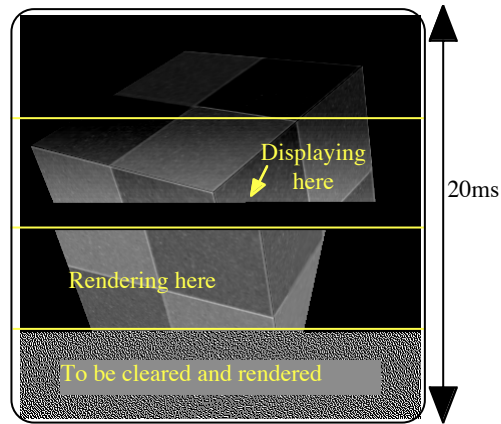 Displaying
here
20ms
Rendering here
To be cleared and rendered